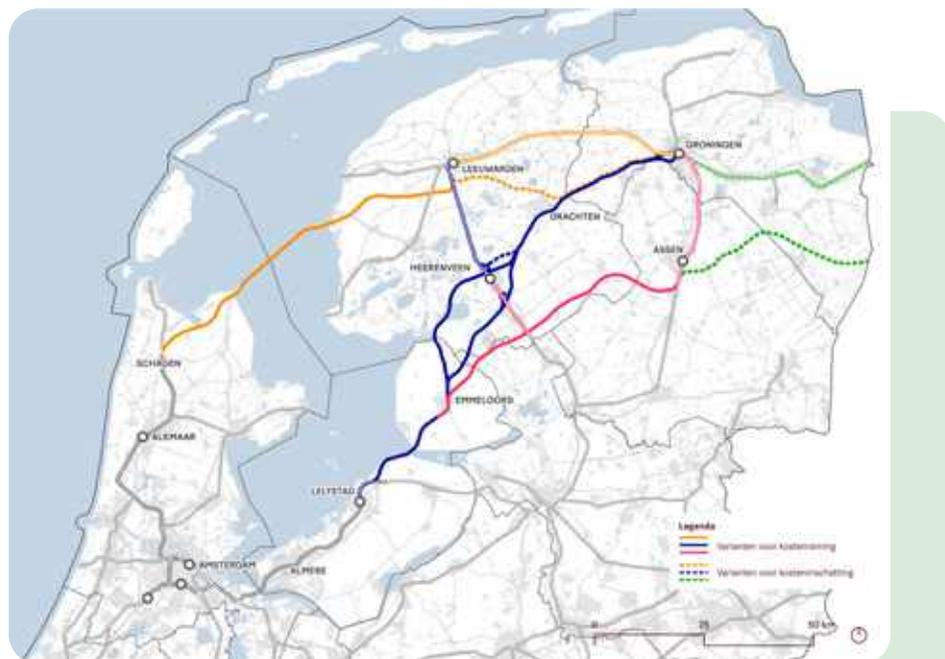 GRONINGEN
LEEUWARDEN
DRACHTEN
ASSEN
HEERENVEEN
SCHAGEN
EMMELOORD
ALKMAAR
LELYSTAD
AMSTERDAM
ALMERE
Legenda
Varianten voor kostenraming
Varianten voor kosteninschatting
0 25 50 km